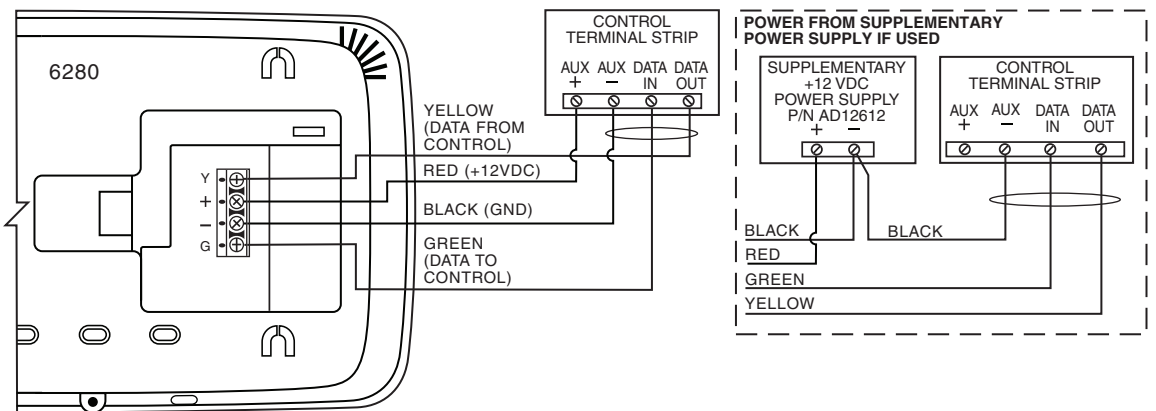 6280
Y
+
–
G
YELLOW
(DATA FROM
CONTROL)
RED (+12VDC)
BLACK (GND)
GREEN
(DATA TO
CONTROL)
CONTROL
TERMINAL STRIP
AUX AUX DATA DATA
+ – IN OUT
POWER FROM SUPPLEMENTARY
POWER SUPPLY IF USED
SUPPLEMENTARY
+12 VDC
POWER SUPPLY
P/N AD12612
+ –
CONTROL
TERMINAL STRIP
AUX AUX DATA DATA
+ – IN OUT
BLACK BLACK
RED
GREEN
YELLOW